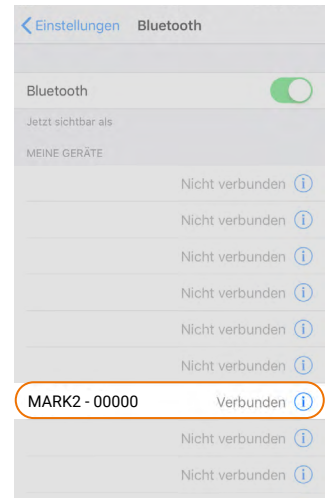 Einstellungen Bluetooth
Bluetooth
Jetzt sichtbar als
MEINE GERÄTE
Nicht verbunden
Nicht verbunden
Nicht verbunden
Nicht verbunden
Nicht verbunden
Nicht verbunden
MARK2 - 00000 Verbunden
Nicht verbunden
Nicht verbunden